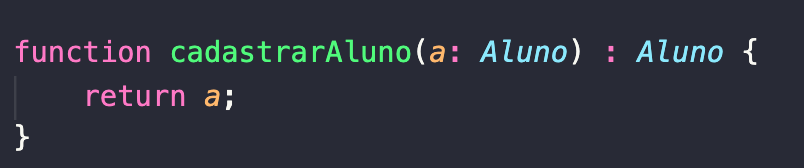 function cadastrarAluno(a: Aluno) : Aluno {
    return a;
}